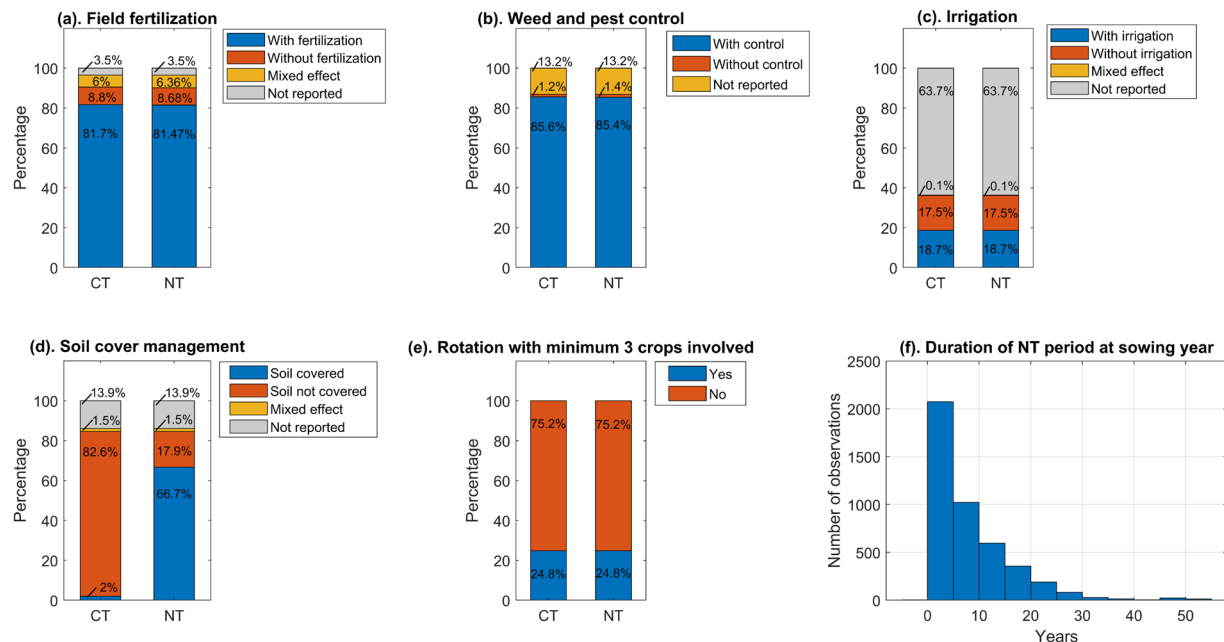 (a). Field fertilization
With fertilization
Without fertilization
Mixed effect
Not reported
3.5%
3.5%
6%
6.36%
8.8%
8.68%
81.7%
81.47%
100
80
60
40
20
0
Percentage
CT
NT
(b). Weed and pest control
With control
Without control
Not reported
13.2%
13.2%
1.2%
1.4%
85.6%
85.4%
100
80
60
40
20
0
Percentage
CT
NT
(c). Irrigation
With irrigation
Without irrigation
Mixed effect
Not reported
63.7%
63.7%
0.1%
0.1%
17.5%
17.5%
18.7%
18.7%
100
80
60
40
20
0
Percentage
CT
NT
(d). Soil cover management
Soil covered
Soil not covered
Mixed effect
Not reported
13.9%
13.9%
1.5%
1.5%
82.6%
17.9%
66.7%
2%
100
80
60
40
20
0
Percentage
CT
NT
(e). Rotation with minimum 3 crops involved
Yes
No
75.2%
75.2%
24.8%
24.8%
100
80
60
40
20
0
Percentage
CT
NT
(f). Duration of NT period at sowing year
2500
2000
1500
1000
500
0
Number of observations
0
10
20
30
40
50
Years